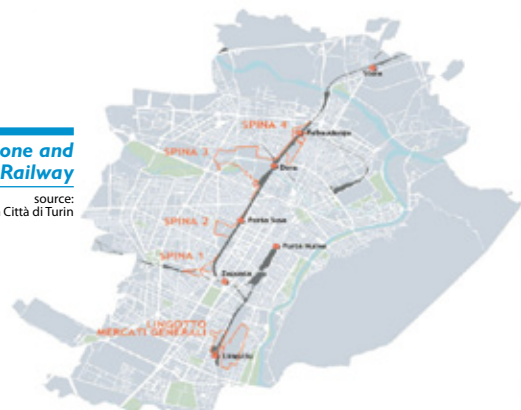 one and
Railway
source:
Città di Turin
Stura
SPINA 4
Rebaudengo
SPINA 3
Dora
SPINA 2
Porta Susa
Porta Nuova
SPINA 1
Zappata
LINGOTTO
MERCATI GENERALI
Lingotto